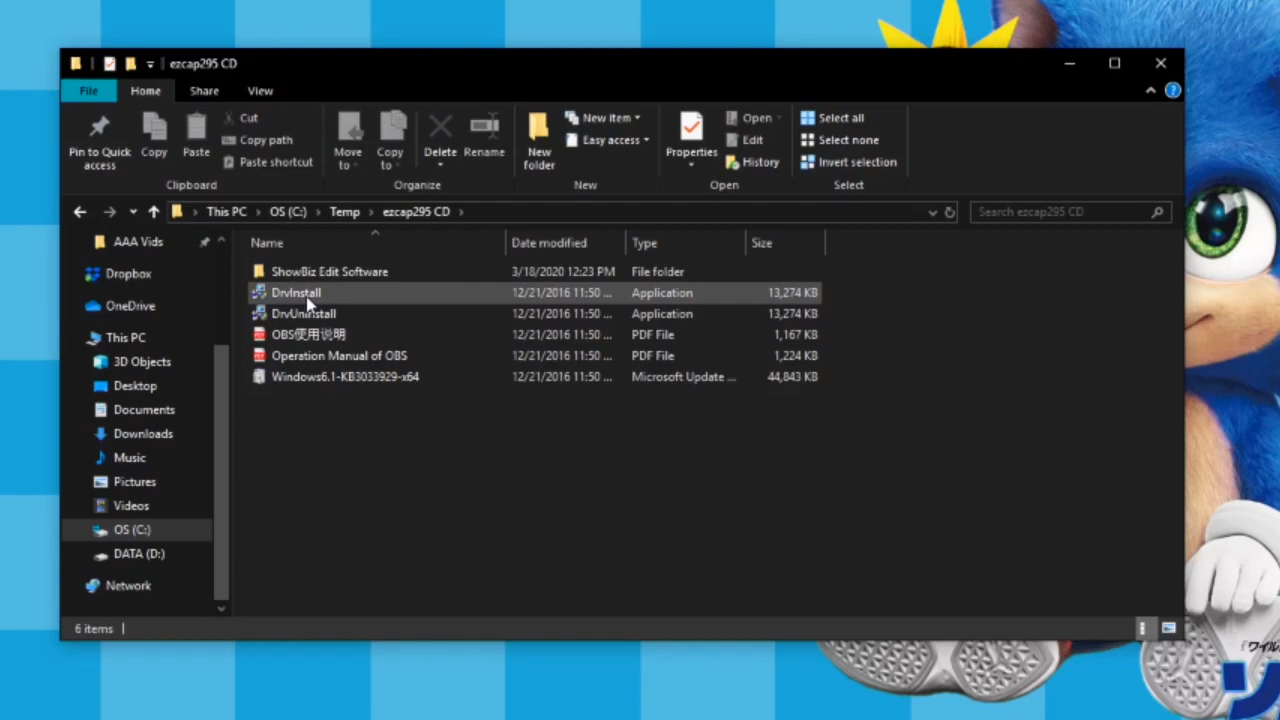 ezcap295 CD
File Home Share View
Pin to Quick access
Copy
Paste
Cut
Copy path
Paste shortcut
Clipboard
Move to
Copy to
Delete
Rename
Organize
New folder
New item
Easy access
New
Properties
Open
Edit
History
Open
Select all
Select none
Invert selection
Select
This PC > OS (C:) > Temp > ezcap295 CD >
Search ezcap295 CD
AAA Vids
Dropbox
OneDrive
This PC
3D Objects
Desktop
Documents
Downloads
Music
Pictures
Videos
OS (C:)
DATA (D:)
Network
Name Date modified Type Size
ShowBiz Edit Software 3/18/2020 12:23 PM File folder
DrvInstall 12/21/2016 11:50 ... Application 13,274 KB
DrvUninstall 12/21/2016 11:50 ... Application 13,274 KB
OBS使用说明 12/21/2016 11:50 ... PDF File 1,167 KB
Operation Manual of OBS 12/21/2016 11:50 ... PDF File 1,224 KB
Windows6.1-KB3033929-x64 12/21/2016 11:50 ... Microsoft Update ... 44,843 KB
6 items
『ワイル